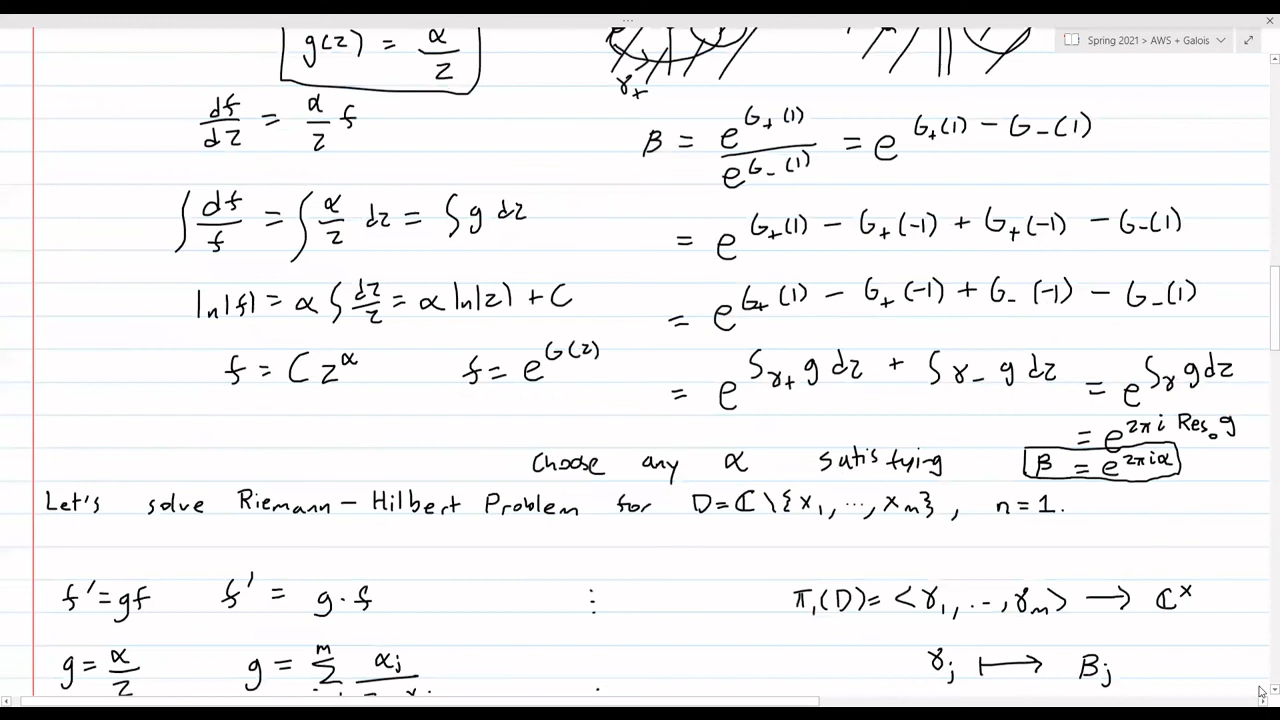 Spring 2021 > AWS + Galois
g(z) = α/z
γ₊
df/dz = α/z f
β = e^{G₊(1)} / e^{G₋(1)} = e^{G₊(1) − G₋(1)}
∫ df/f = ∫ α/z dz = ∫ g dz
= e^{G₊(1) − G₊(−1) + G₊(−1) − G₋(1)}
ln|f| = α ∫ dz/z = α ln|z| + C
= e^{G₊(1) − G₊(−1) + G₋(−1) − G₋(1)}
f = C z^α f = e^{G(z)}
= e^{∫_{γ₊} g dz + ∫_{γ₋} g dz} = e^{∫_γ g dz}
= e^{2πi Res₀ g}
Choose any α satisfying β = e^{2πiα}
Let's solve Riemann-Hilbert Problem for D = ℂ \ {x₁, ..., xₘ}, n = 1.
f' = gf f' = g · f ⋮ π₁(D) = <γ₁, ..., γₘ> → ℂ^×
g = α/z g = Σ^m αⱼ γⱼ ↦ βⱼ